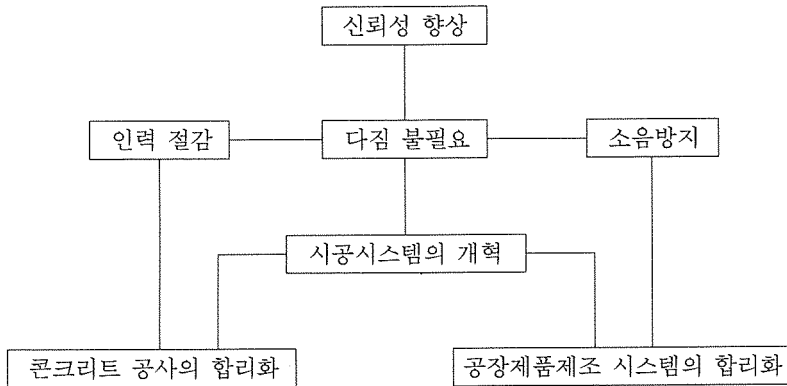 신뢰성 향상
인력 절감
다짐 불필요
소음방지
시공시스템의 개혁
콘크리트 공사의 합리화
공장제품제조 시스템의 합리화